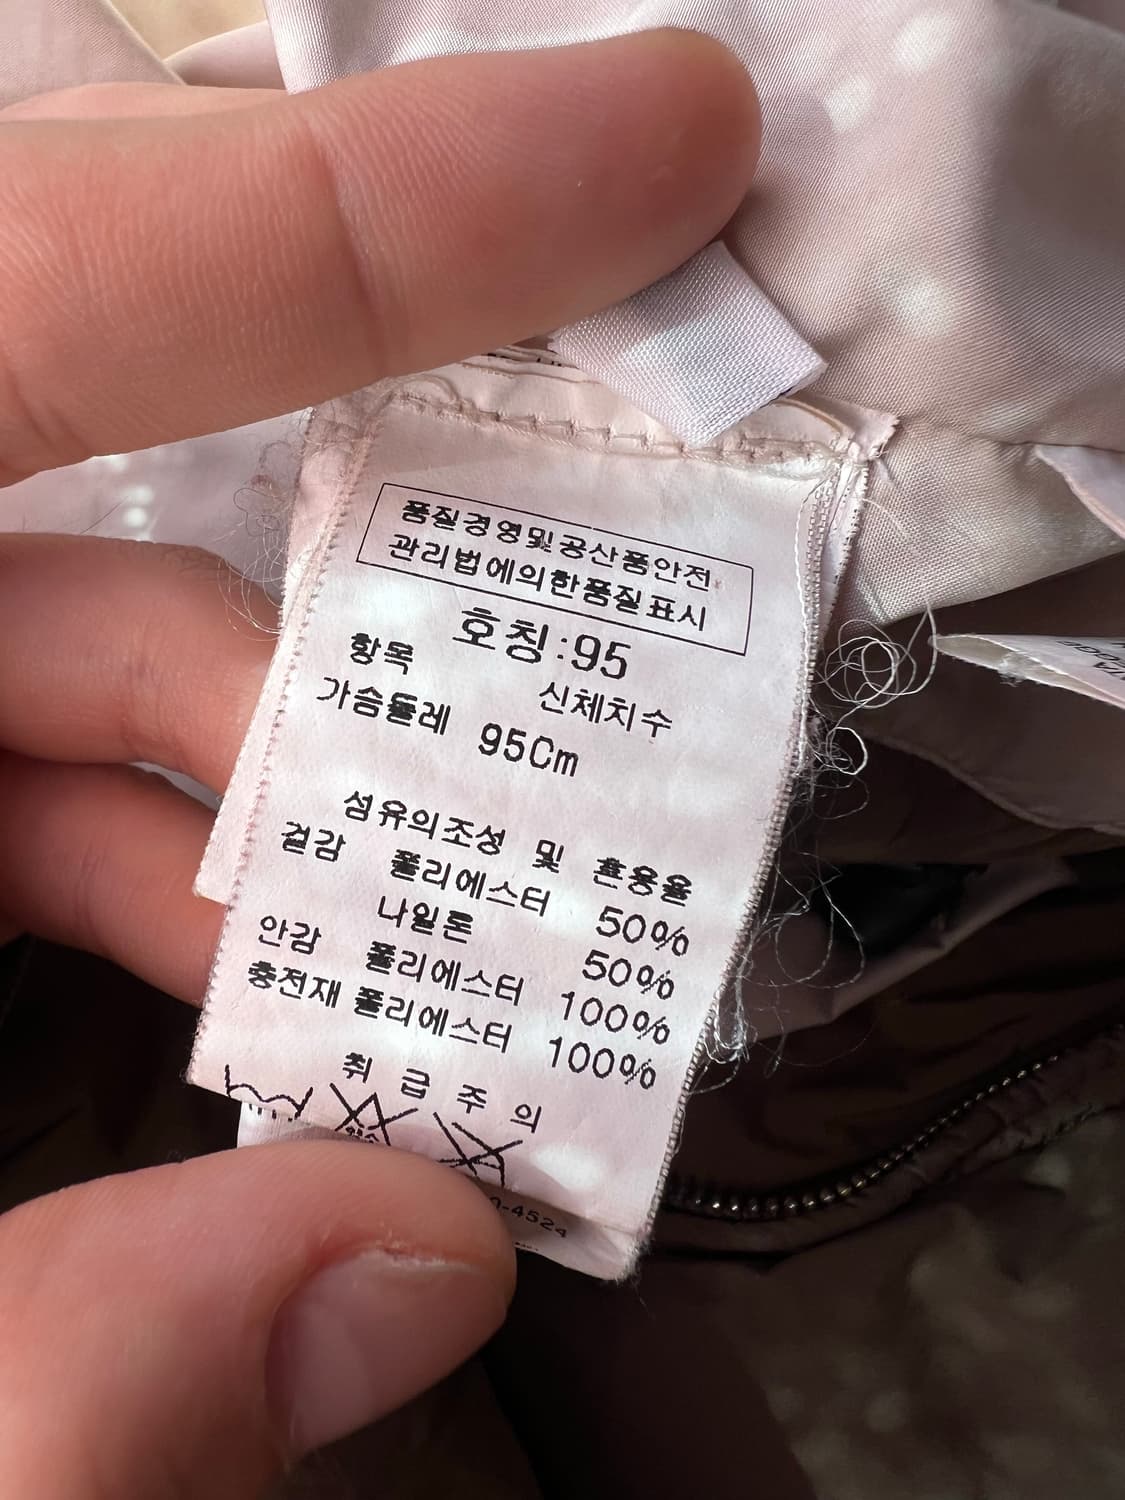 품질경영및공산품안전
관리법에의한품질표시
호칭:95
항목 신체치수
가슴둘레 95Cm
섬유의조성 및 혼용율
겉감 폴리에스터 50%
나일론 50%
안감 폴리에스터 100%
충전재 폴리에스터 100%
취 급 주 의
-4524